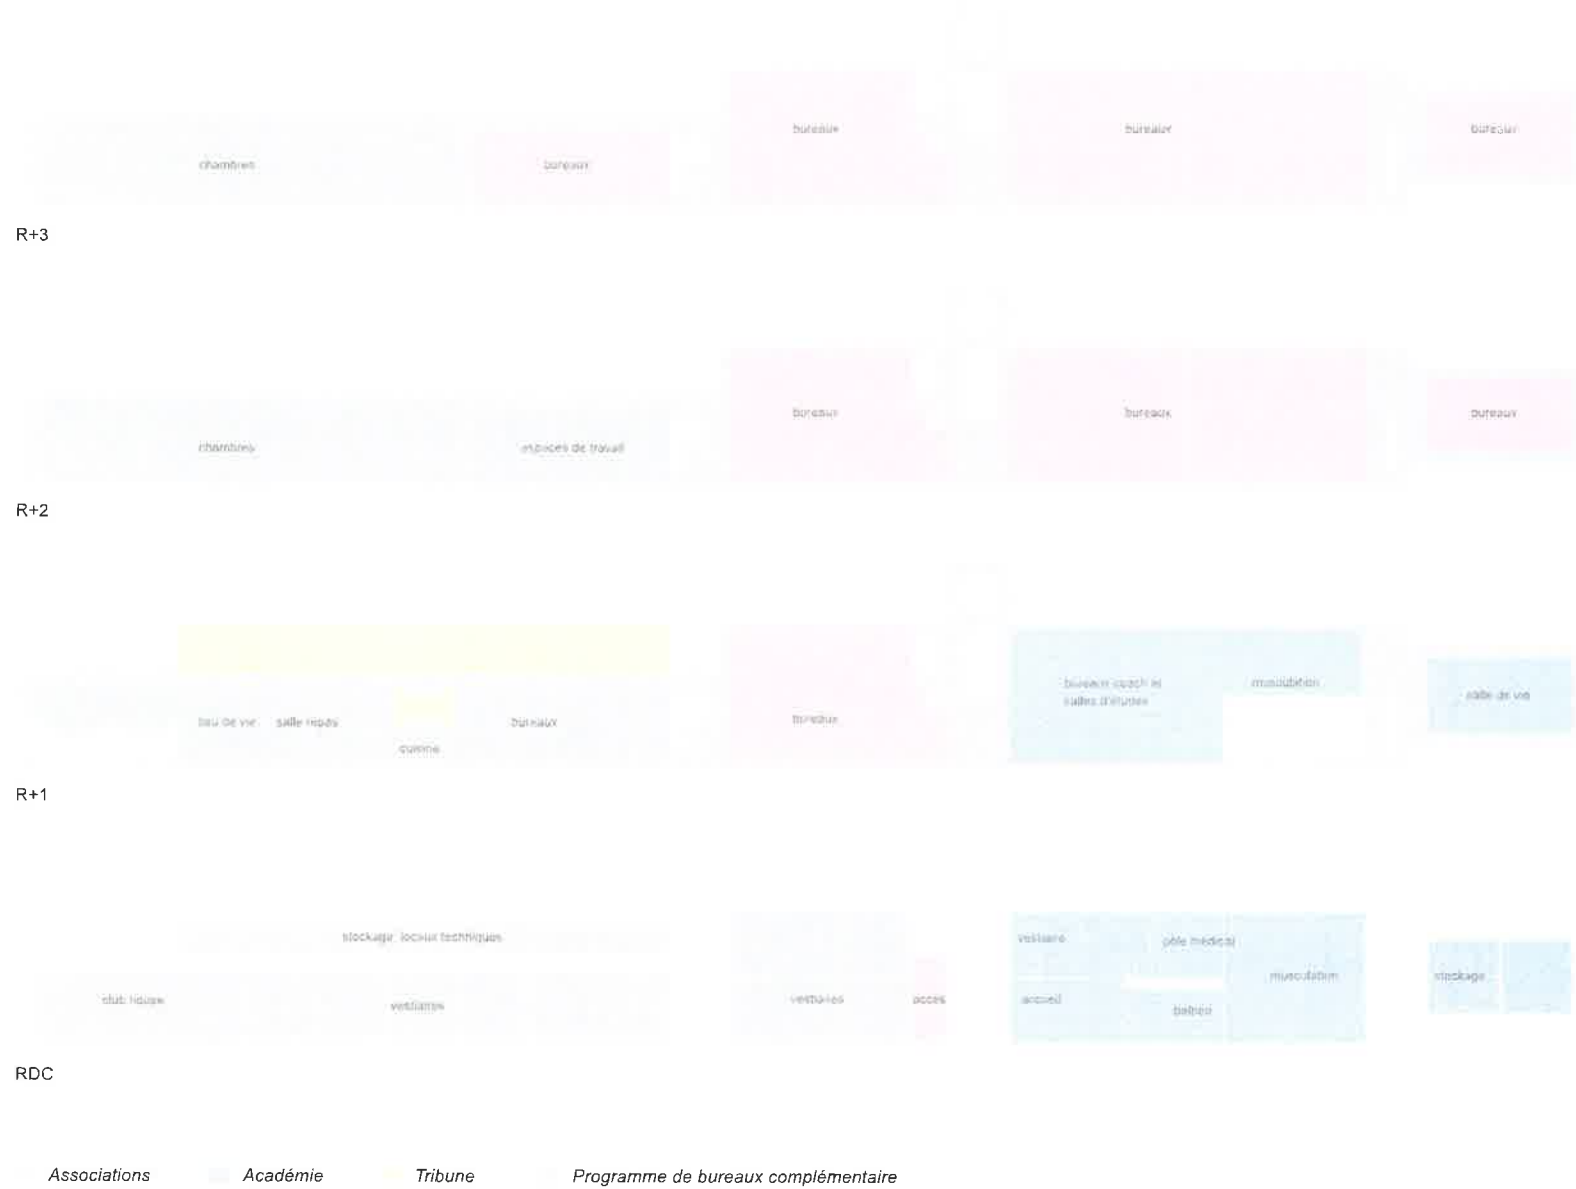 bureaux bureaux bureaux
chambres bureaux
R+3
bureaux bureaux bureaux
chambres espaces de travail
R+2
bureaux coach et musculation
salles d'études salle de vie
lieu de vie salle repas bureaux bureaux
cuisine
R+1
stockage, locaux techniques vestiaire pôle médical
musculation stockage
club house vestiaires vestiaires accès accueil
balnéo
RDC
Associations Académie Tribune Programme de bureaux complémentaire